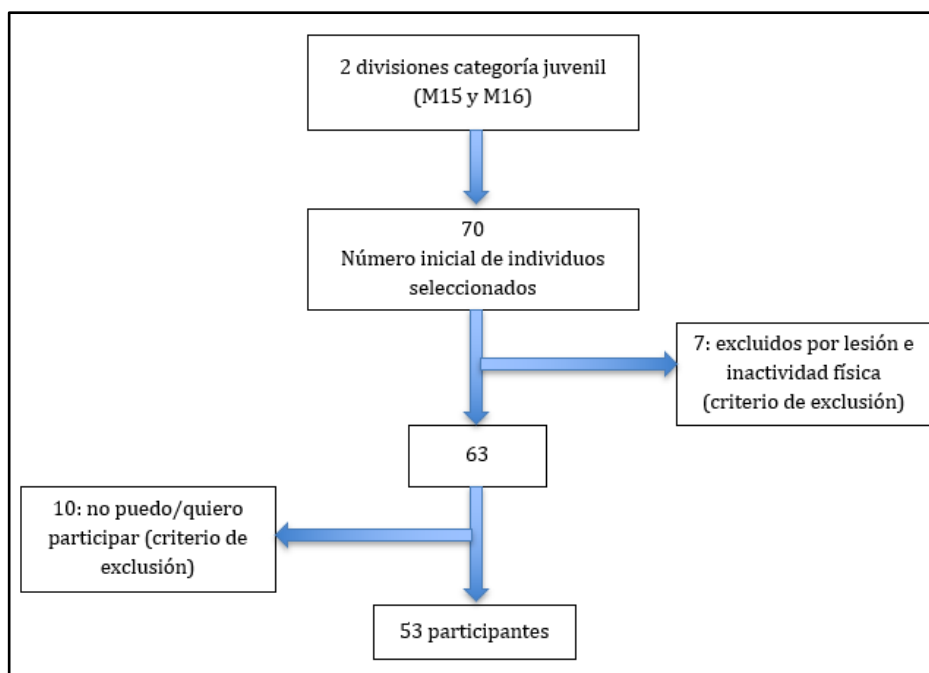 2 divisiones categoría juvenil
(M15 y M16)
70
Número inicial de individuos
seleccionados
7: excluidos por lesión e
inactividad física
(criterio de exclusión)
63
10: no puedo/quiero
participar (criterio de
exclusión)
53 participantes